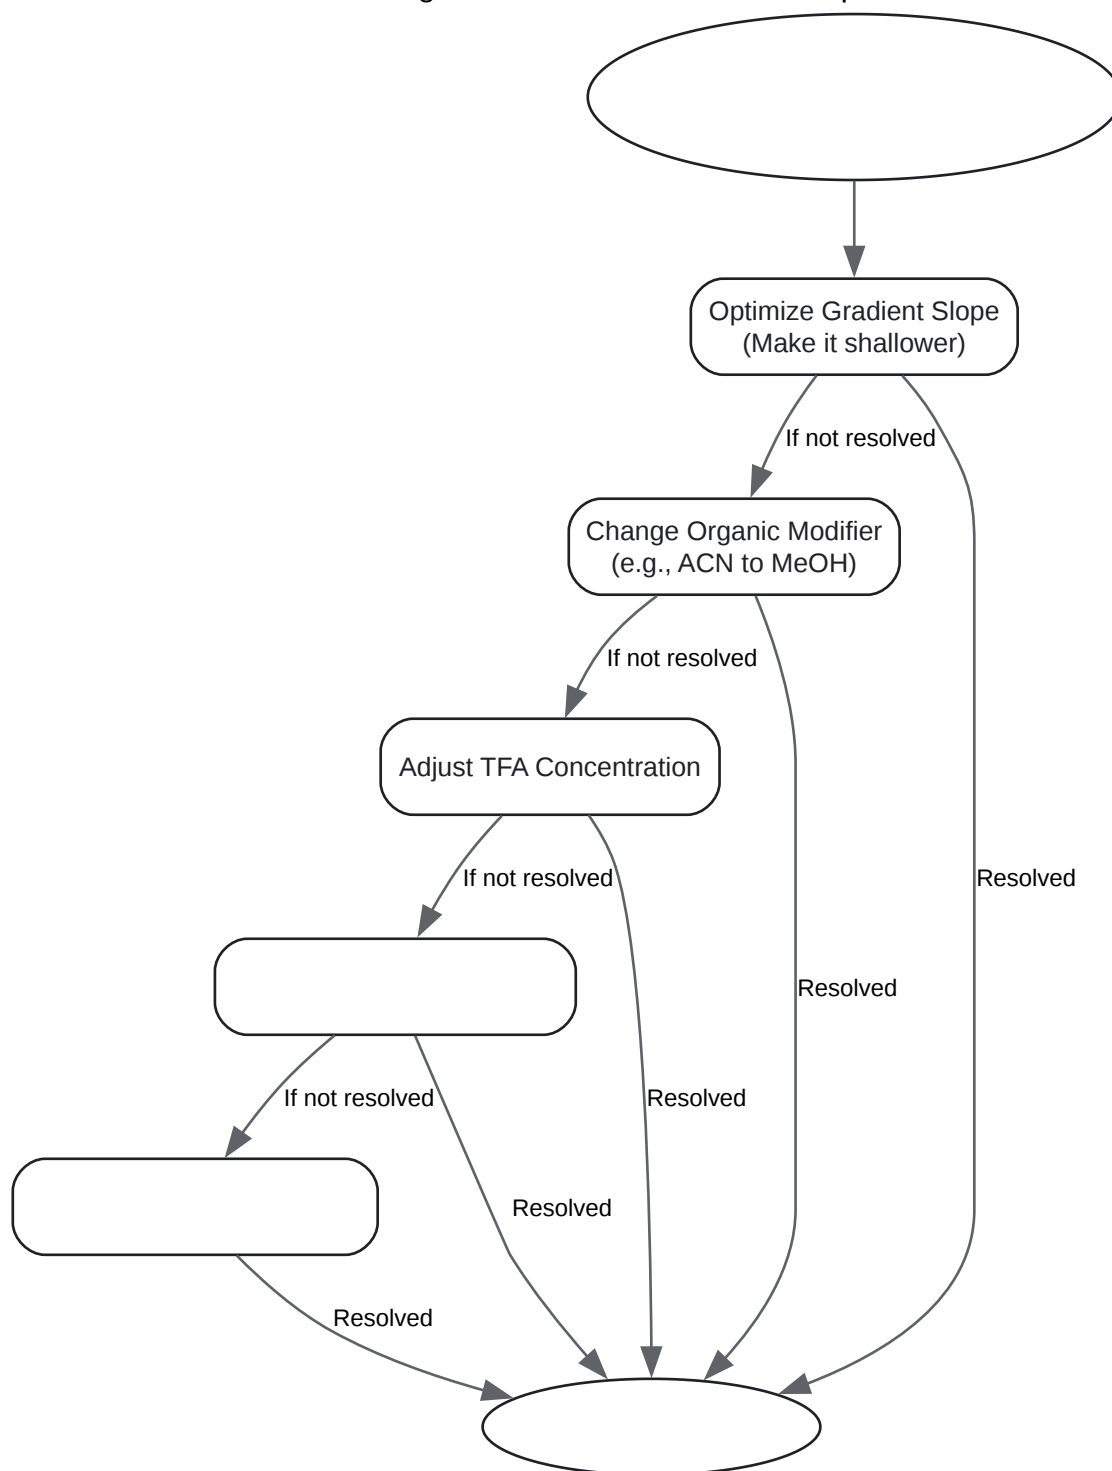 Optimize Gradient Slope
(Make it shallower)
If not resolved
Change Organic Modifier
(e.g., ACN to MeOH)
If not resolved
Adjust TFA Concentration
If not resolved
Resolved
Resolved
If not resolved
Resolved
Resolved
Resolved